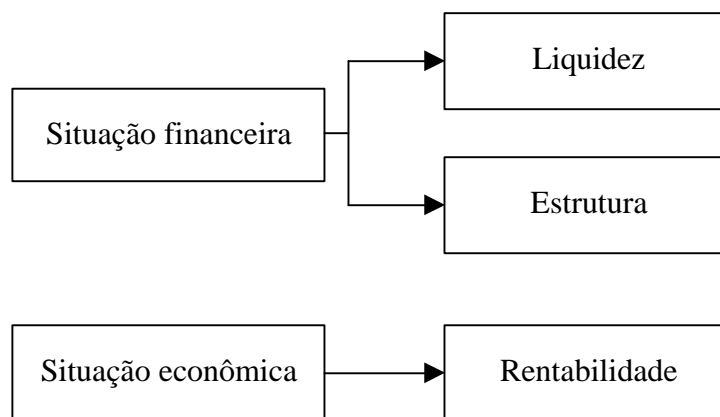 Liquidez
Situação financeira
Estrutura
Situação econômica
Rentabilidade